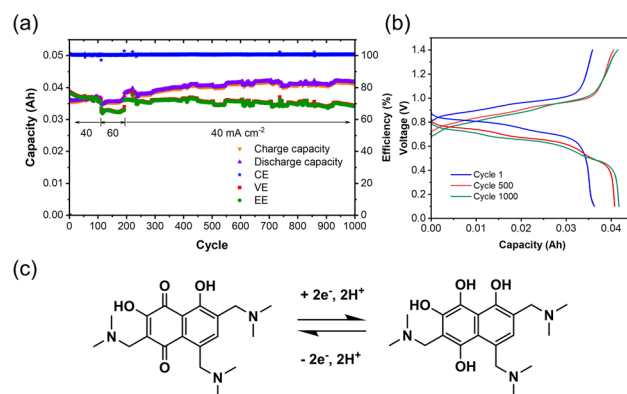 (a)
0.05
0.04
0.03
0.02
0.01
0.00
Capacity (Ah)
100
80
60
40
20
0
Efficiency (%)
40
60
40 mA cm-2
Charge capacity
Discharge capacity
CE
VE
EE
0 100 200 300 400 500 600 700 800 900 1000
Cycle
(b)
1.4
1.2
1.0
0.8
0.6
0.4
0.2
0.0
Voltage (V)
Cycle 1
Cycle 500
Cycle 1000
0.00 0.01 0.02 0.03 0.04
Capacity (Ah)
(c)
O OH
HO
N
N
O
N
+ 2e-, 2H+
- 2e-, 2H+
OH OH
HO
N
N
OH
N